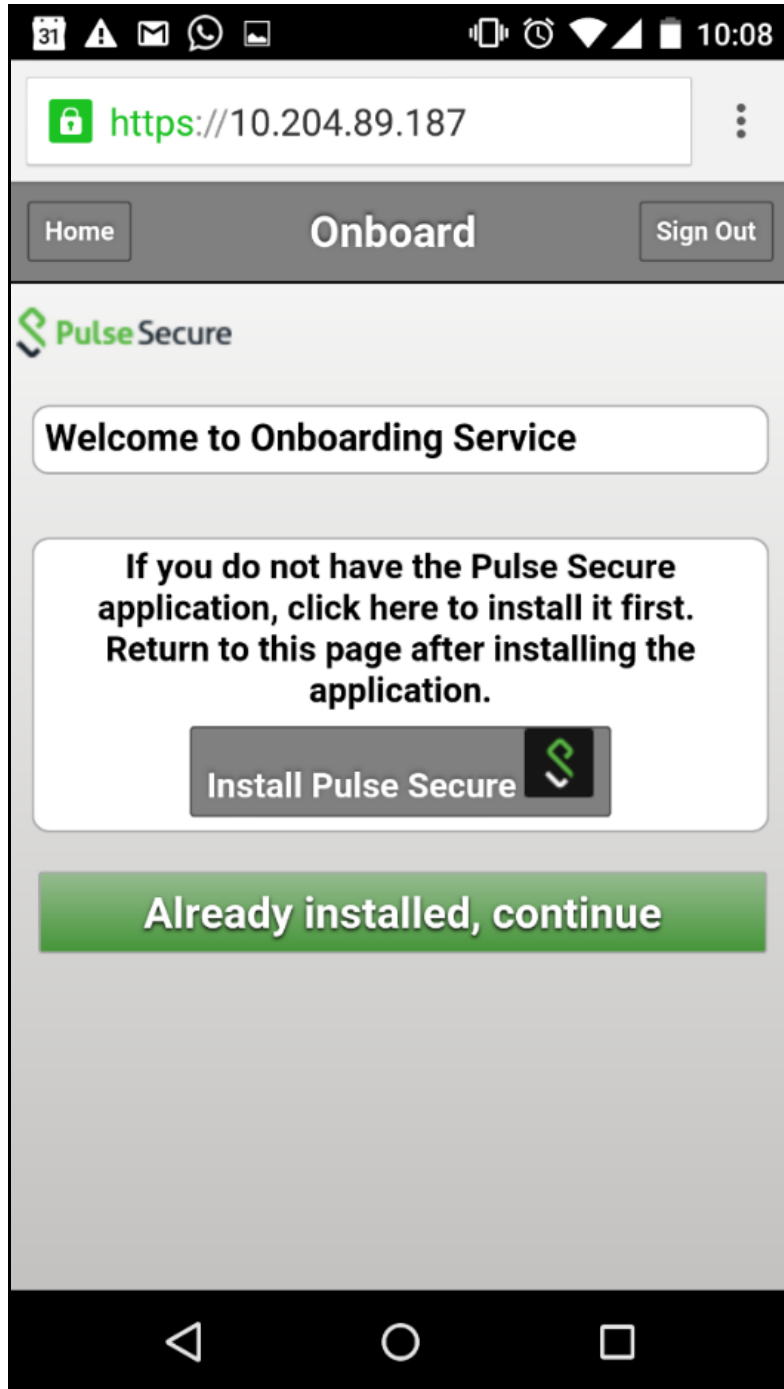 31
10:08
https://10.204.89.187
Home
Onboard
Sign Out
Pulse Secure
Welcome to Onboarding Service
If you do not have the Pulse Secure
application, click here to install it first.
Return to this page after installing the
application.
Install Pulse Secure
Already installed, continue